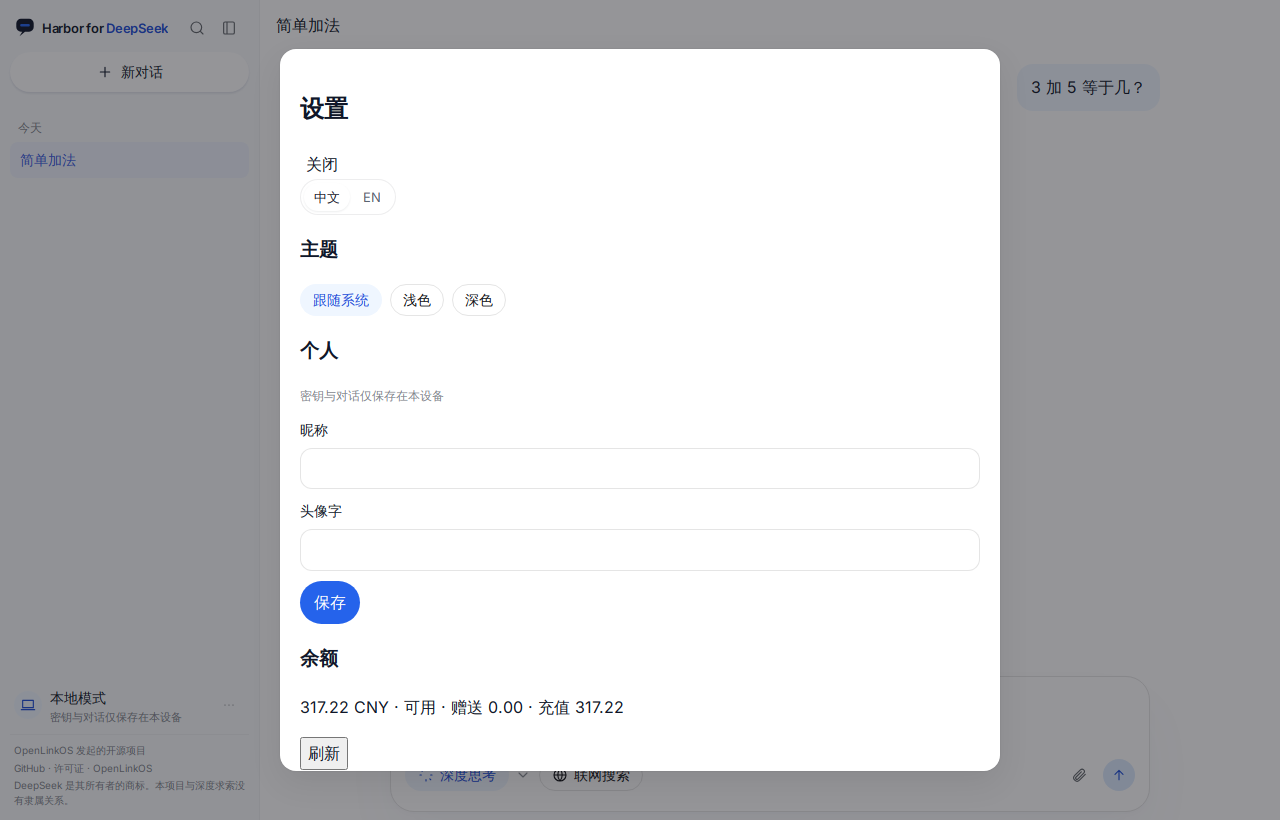 Harbor for DeepSeek
新对话
今天
简单加法
本地模式
密钥与对话仅保存在本设备
OpenLinkOS 发起的开源项目
GitHub · 许可证 · OpenLinkOS
DeepSeek 是其所有者的商标。本项目与深度求索没
有隶属关系。
简单加法
3 加 5 等于几？
设置
关闭
中文 EN
主题
跟随系统 浅色 深色
个人
密钥与对话仅保存在本设备
昵称
头像字
保存
余额
317.22 CNY · 可用 · 赠送 0.00 · 充值 317.22
刷新
深度思考 联网搜索